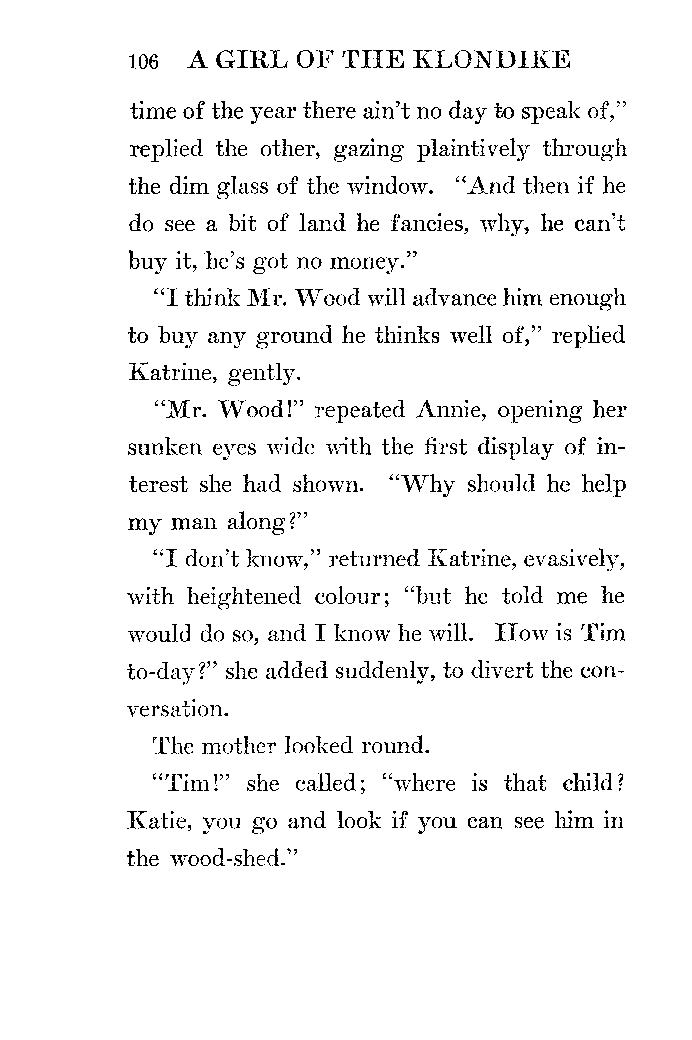 106 A GIRL OF THE KLONDIKE
time of the year there ain't no day to speak of,"
replied the other, gazing plaintively through
the dim glass of the window. "And then if he
do see a bit of land he fancies, why, he can't
buy it, he's got no money."
"I think Mr. Wood will advance him enough
to buy any ground he thinks well of," replied
Katrine, gently.
"Mr. Wood!" repeated Annie, opening her
sunken eyes wide with the first display of in-
terest she had shown. "Why should he help
my man along?"
"I don't know," returned Katrine, evasively,
with heightened colour; "but he told me he
would do so, and I know he will. How is Tim
to-day?" she added suddenly, to divert the con-
versation.
The mother looked round.
"Tim!" she called; "where is that child?
Katie, you go and look if you can see him in
the wood-shed."